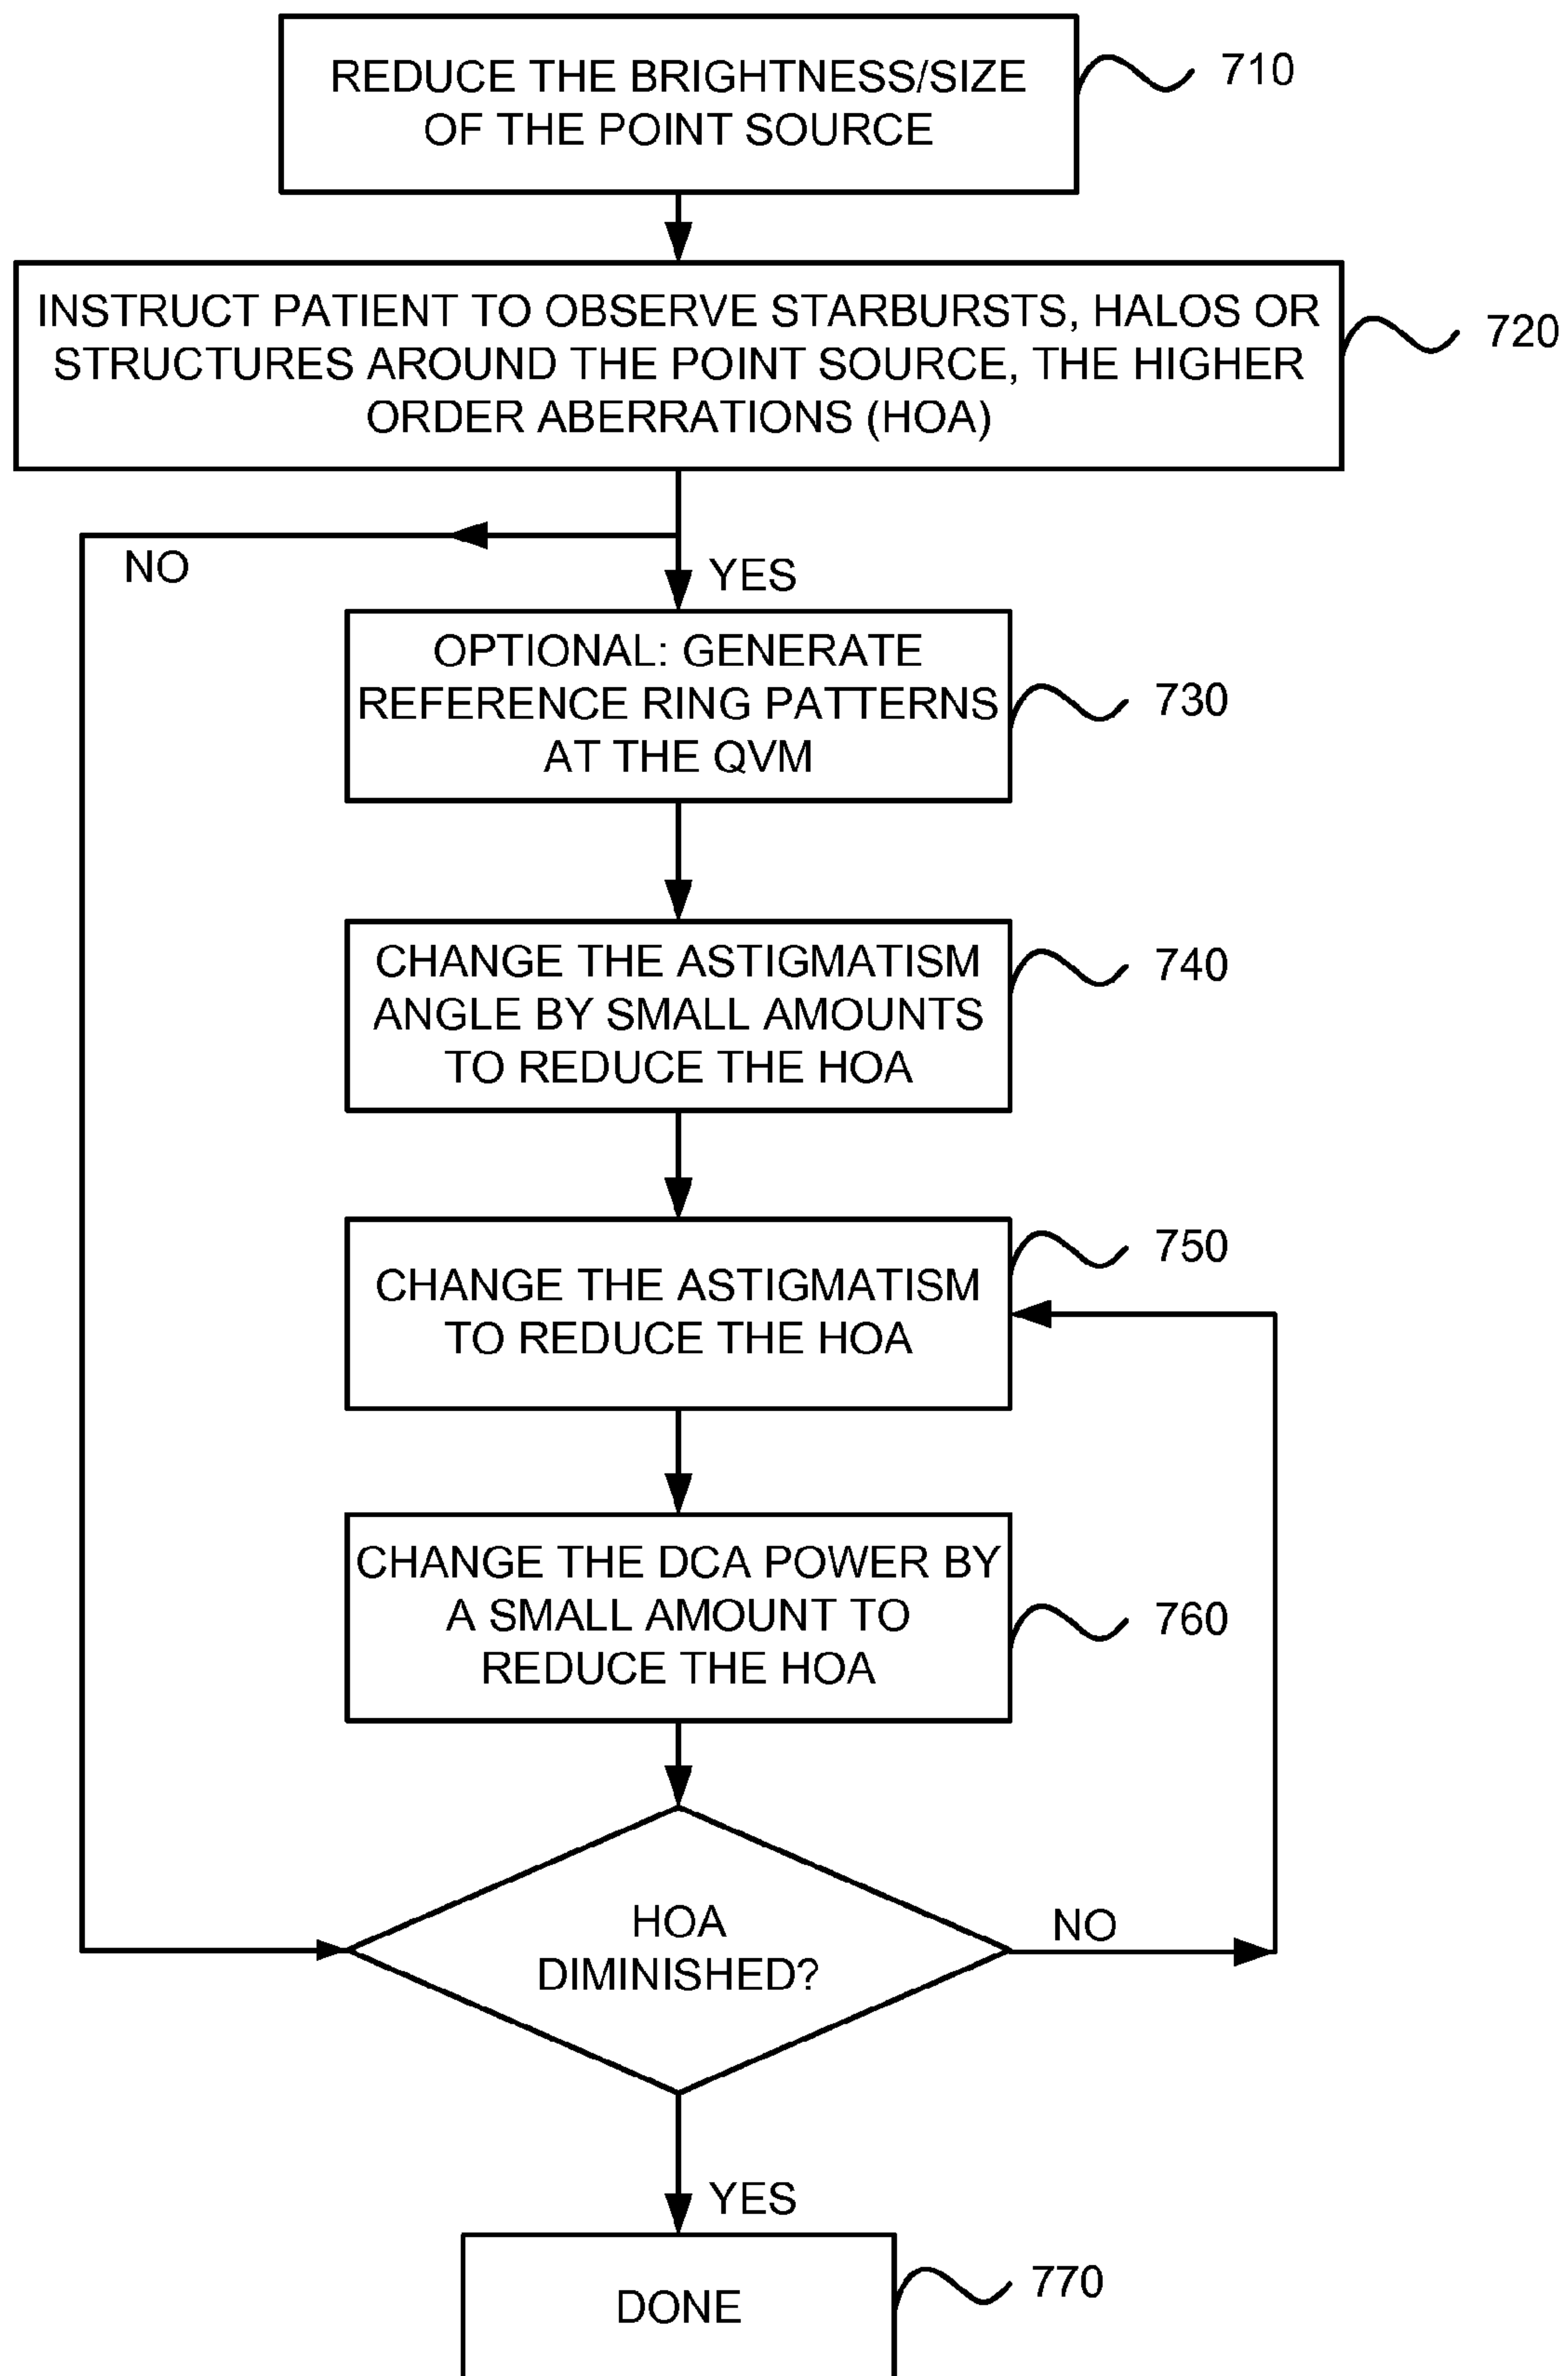 REDUCE THE BRIGHTNESS/SIZE
OF THE POINT SOURCE
710
INSTRUCT PATIENT TO OBSERVE STARBURSTS, HALOS OR
STRUCTURES AROUND THE POINT SOURCE, THE HIGHER
ORDER ABERRATIONS (HOA)
720
NO
YES
OPTIONAL: GENERATE
REFERENCE RING PATTERNS
AT THE QVM
730
CHANGE THE ASTIGMATISM
ANGLE BY SMALL AMOUNTS
TO REDUCE THE HOA
740
CHANGE THE ASTIGMATISM
TO REDUCE THE HOA
750
CHANGE THE DCA POWER BY
A SMALL AMOUNT TO
REDUCE THE HOA
760
HOA
DIMINISHED?
NO
YES
DONE
770